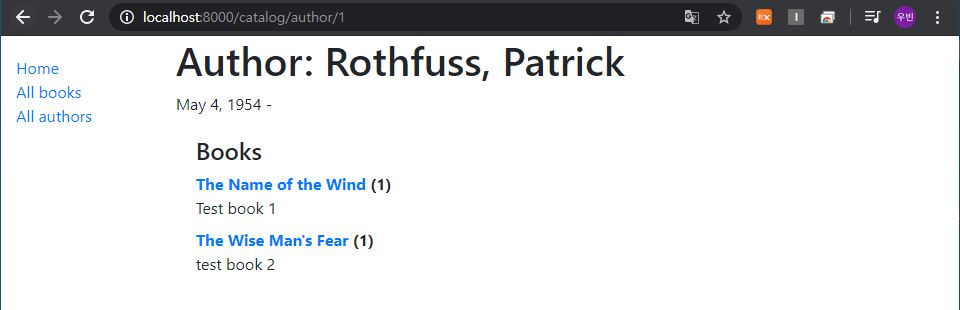 localhost:8000/catalog/author/1
EX
I
우빈
Home
All books
All authors
Author: Rothfuss, Patrick
May 4, 1954 -
Books
The Name of the Wind (1)
Test book 1
The Wise Man's Fear (1)
test book 2